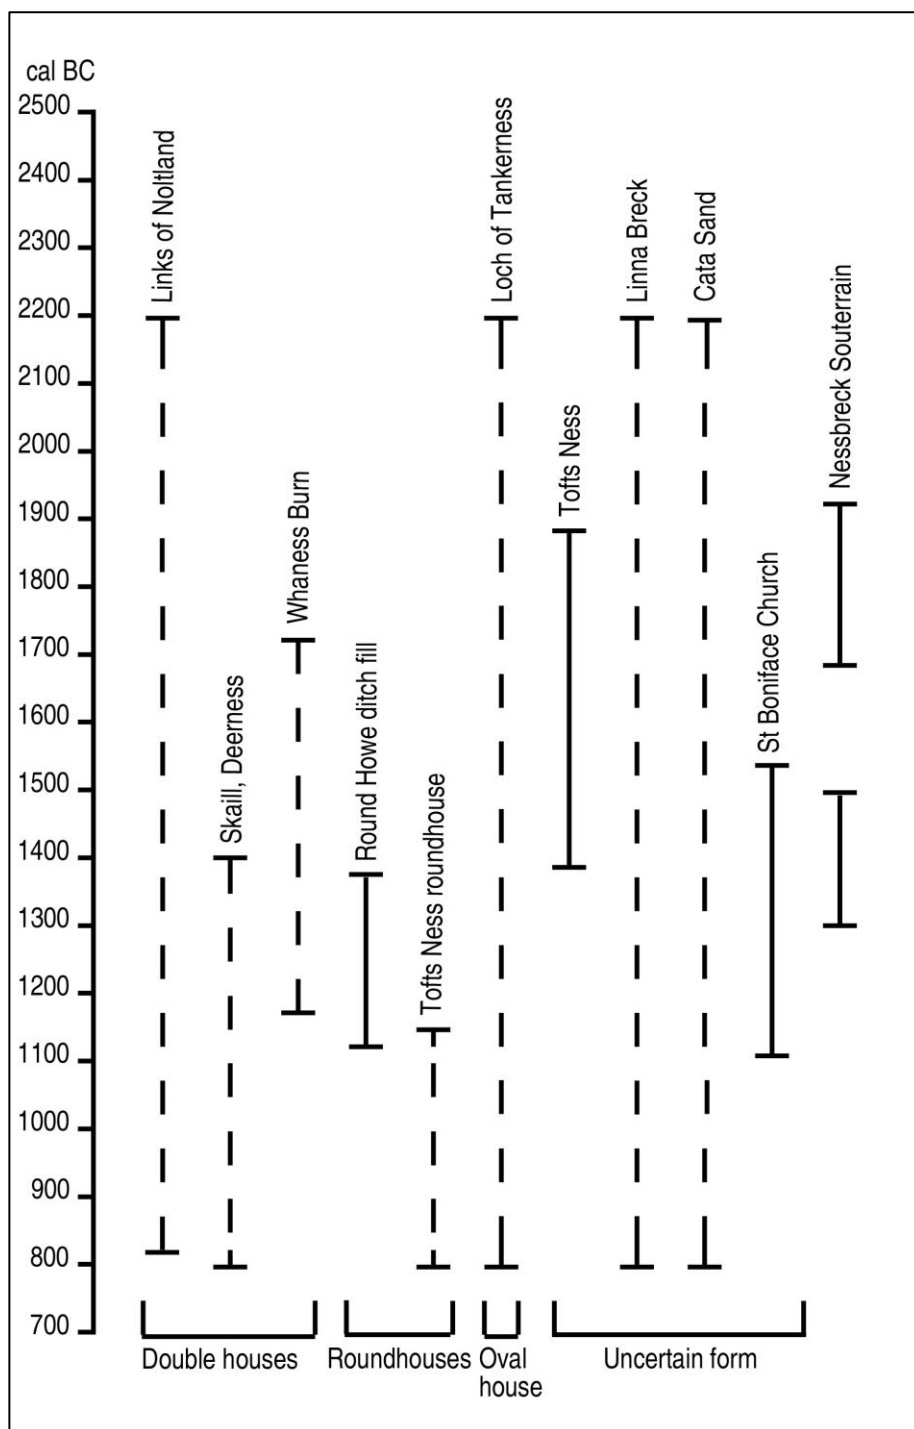 cal BC
2500
2400
2300
2200
2100
2000
1900
1800
1700
1600
1500
1400
1300
1200
1100
1000
900
800
700
Links of Noltland
Skaill, Deerness
Whaness Burn
Round Howe ditch fill
Tofts Ness roundhouse
Loch of Tankerness
Tofts Ness
Linna Breck
Cata Sand
St Boniface Church
Nessbreck Souterrain
Double houses
Roundhouses
Oval
house
Uncertain form